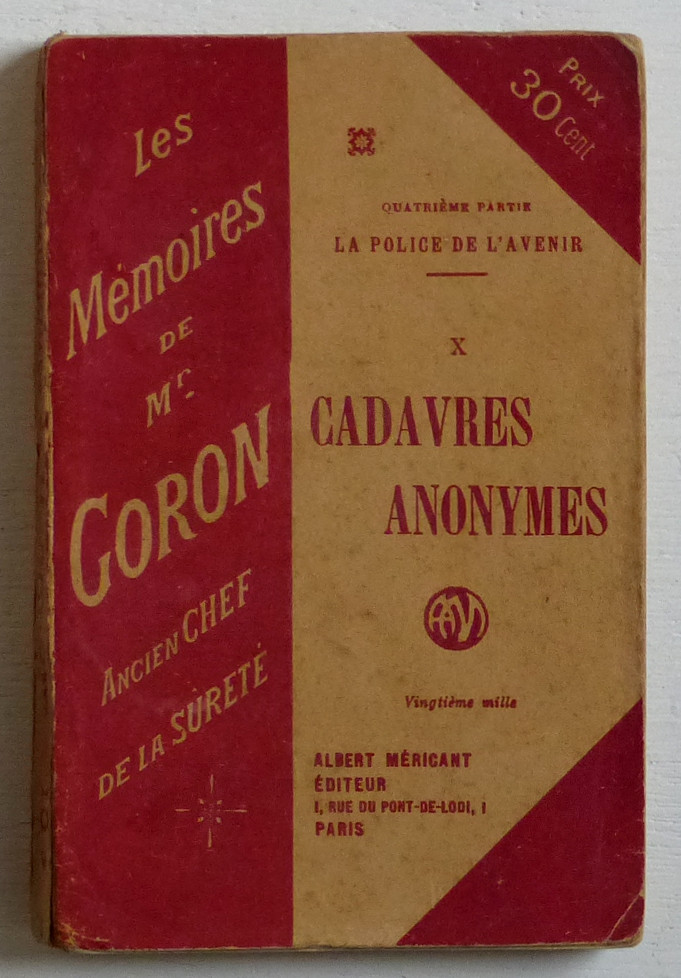 Les
Mémoires
DE
Mr.
GORON
ANCIEN CHEF
DE LA SÛRETÉ
PRIX
30 Cent
QUATRIÈME PARTIE
LA POLICE DE L'AVENIR
X
CADAVRES
ANONYMES
AM
Vingtième mille
ALBERT MÉRICANT
ÉDITEUR
1, RUE DU PONT-DE-LODI, 1
PARIS